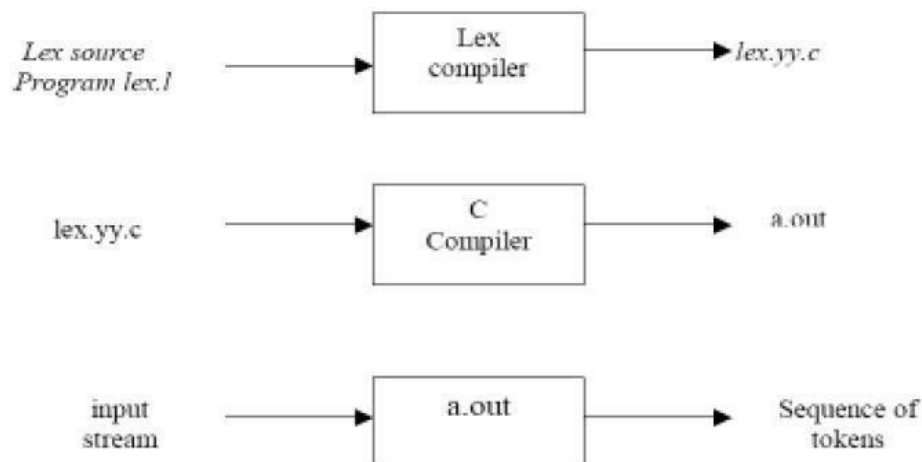 Lex source
Program lex.l
Lex
compiler
lex.yy.c
lex.yy.c
C
Compiler
a.out
input
stream
a.out
Sequence of
tokens